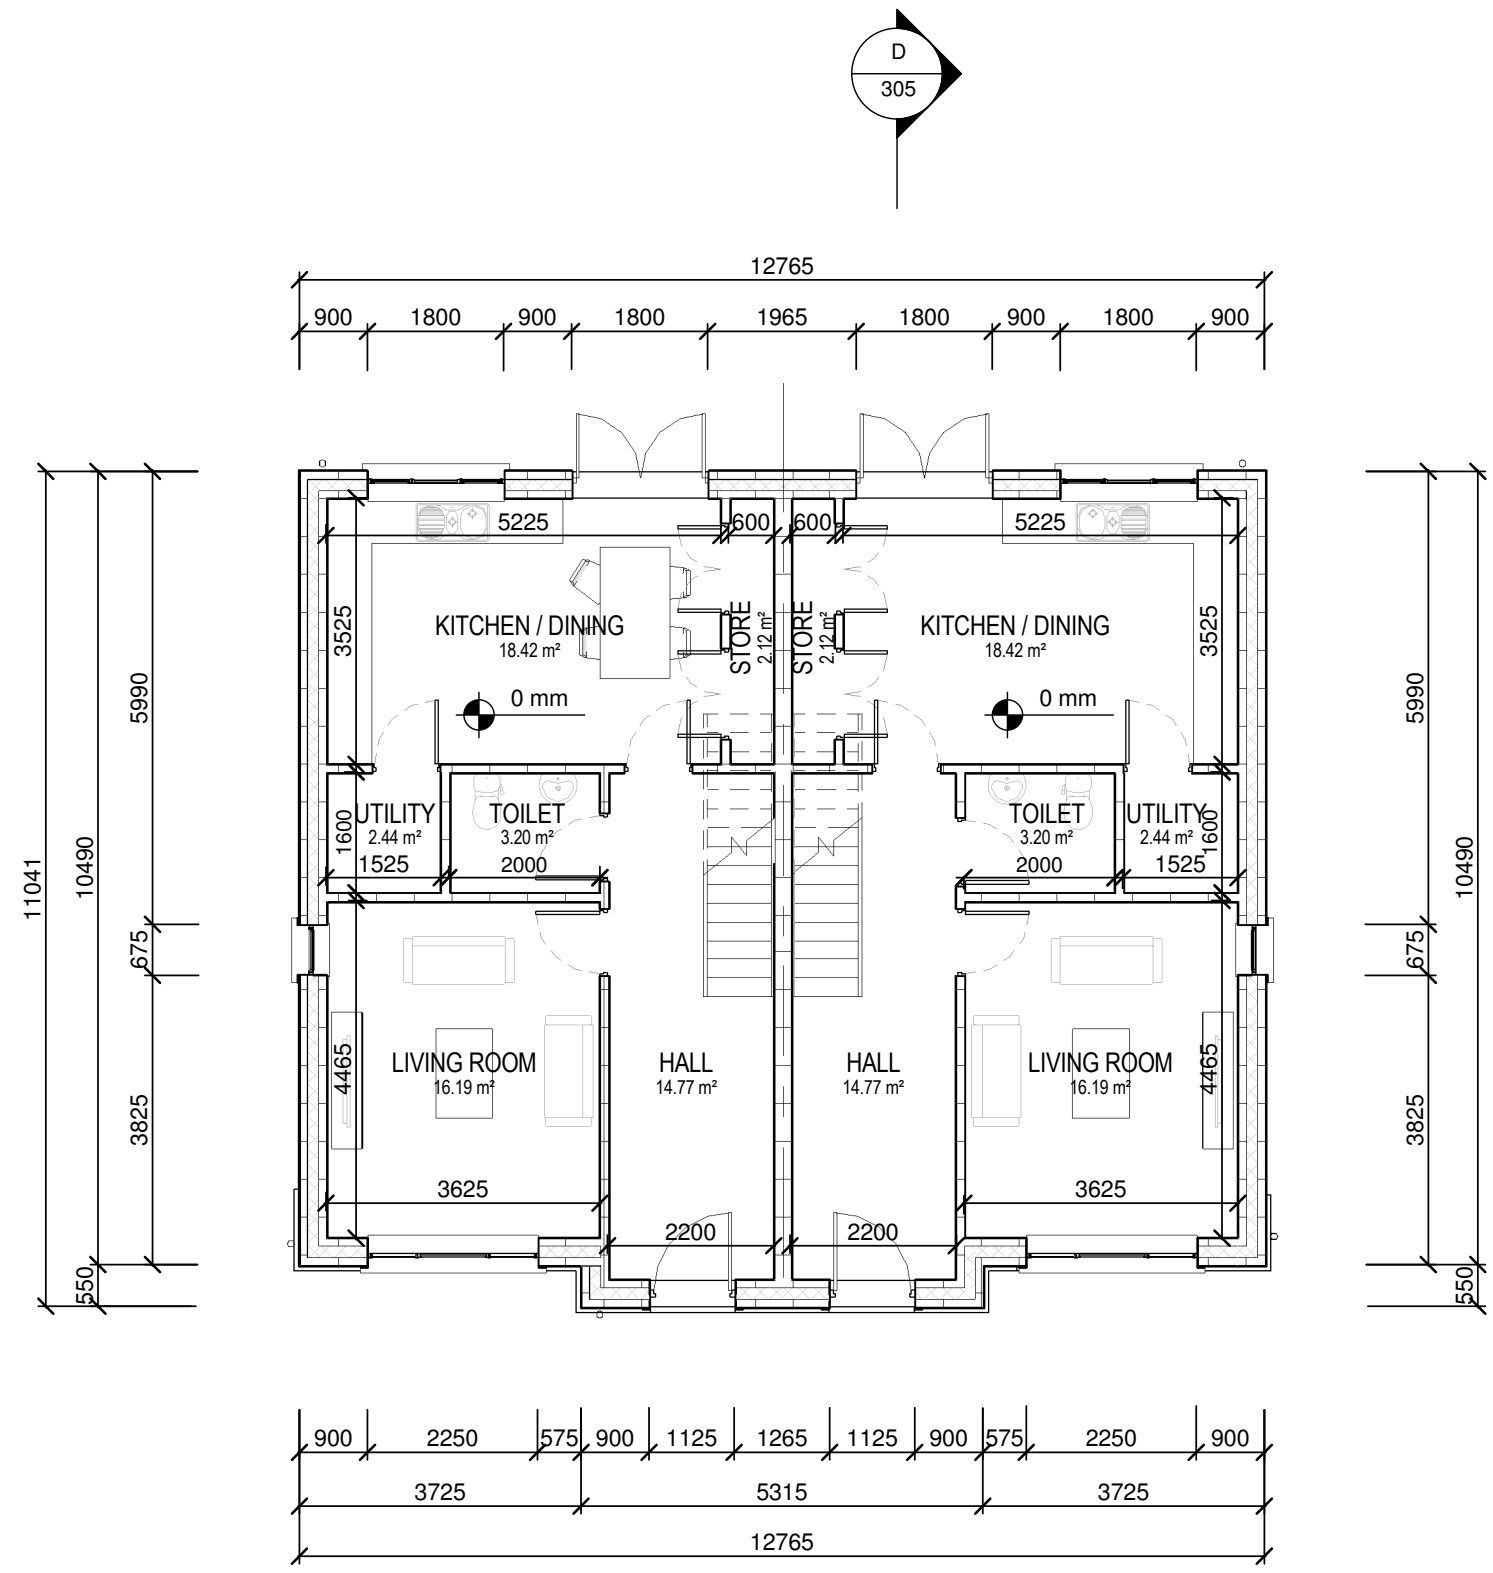 D
305
12765
900 1800 900 1800 1965 1800 900 1800 900
5225 600 600 5225
3525 3525
KITCHEN / DINING
18.42 m²
STORE
2.12 m²
STORE
2.12 m²
KITCHEN / DINING
18.42 m²
0 mm 0 mm
5990 5990
UTILITY
2.44 m²
TOILET
3.20 m²
TOILET
3.20 m²
UTILITY
2.44 m²
1600 1600
1525 2000 2000 1525
11041
10490 10490
675 675
LIVING ROOM
16.19 m²
HALL
14.77 m²
HALL
14.77 m²
LIVING ROOM
16.19 m²
4465 4465
3825 3825
3625 3625
2200 2200
550 550
900 2250 575 900 1125 1265 1125 900 575 2250 900
3725 5315 3725
12765